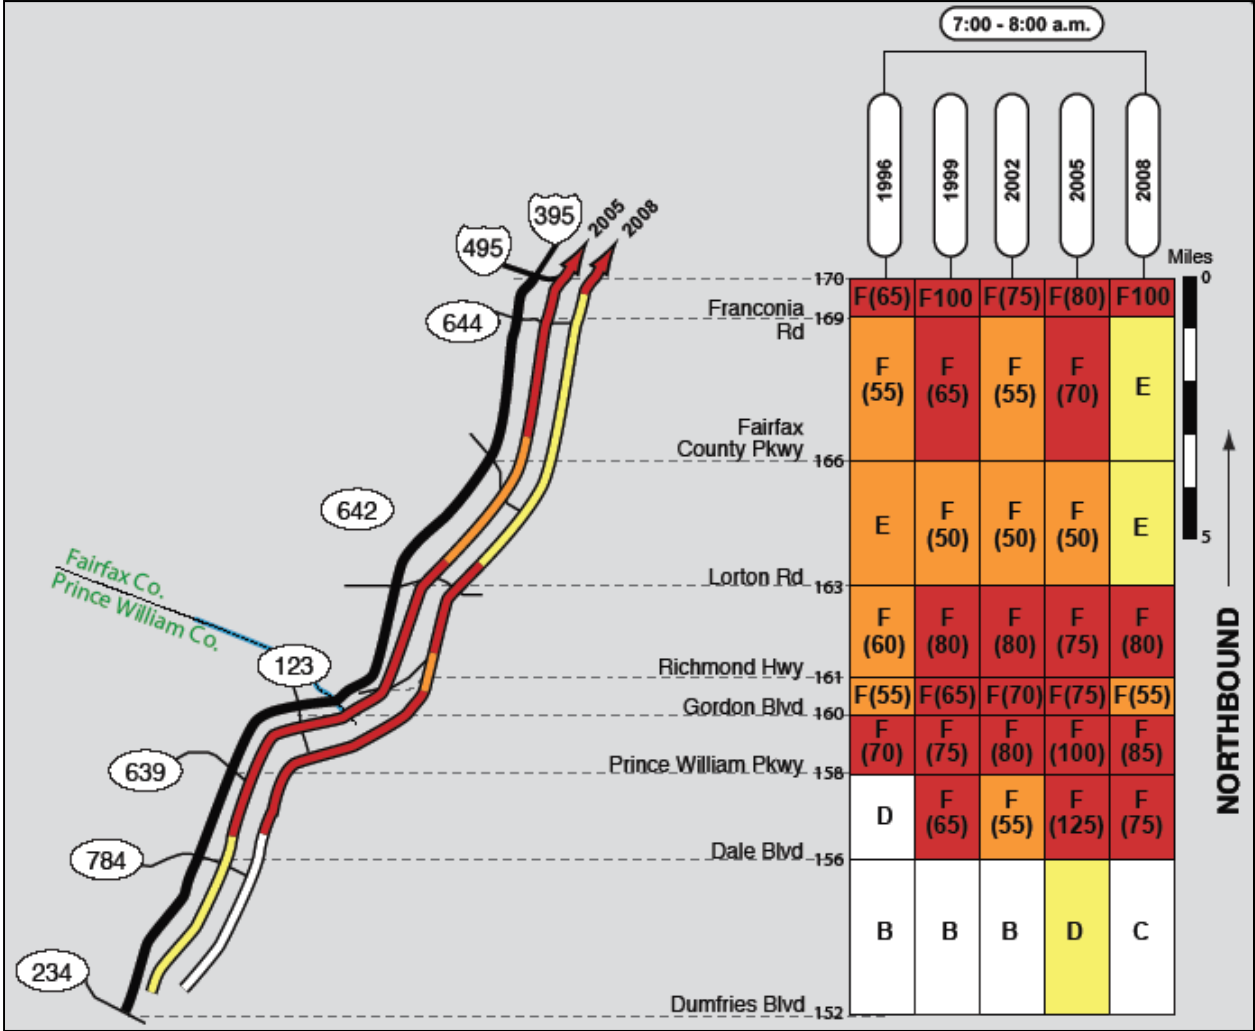 7:00 - 8:00 a.m.
1996
1999
2002
2005
2008
395
2005
2008
495
Miles
0
5
170
F(65) F100 F(75) F(80) F100
644
Franconia
Rd
169
F
(55)
F
(65)
F
(55)
F
(70)
E
Fairfax
County Pkwy
166
642
E
F
(50)
F
(50)
F
(50)
E
Fairfax Co.
Prince William Co.
Lorton Rd
163
F
(60)
F
(80)
F
(80)
F
(75)
F
(80)
123
Richmond Hwy
161
F(55) F(65) F(70) F(75) F(55)
Gordon Blvd
160
F
(70)
F
(75)
F
(80)
F
(100)
F
(85)
639
Prince William Pkwy
158
D
F
(65)
F
(55)
F
(125)
F
(75)
784
Dale Blvd
156
B
B
B
D
C
234
Dumfries Blvd
152
NORTHBOUND